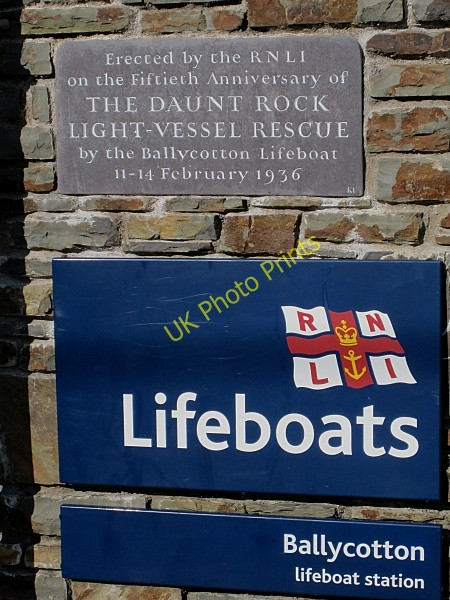 Erected by the RNLI
on the Fiftieth Anniversary of
THE DAUNT ROCK
LIGHT-VESSEL RESCUE
by the Ballycotton Lifeboat
11-14 February 1936
UK Photo Prints
R N
L I
Lifeboats
Ballycotton
lifeboat station